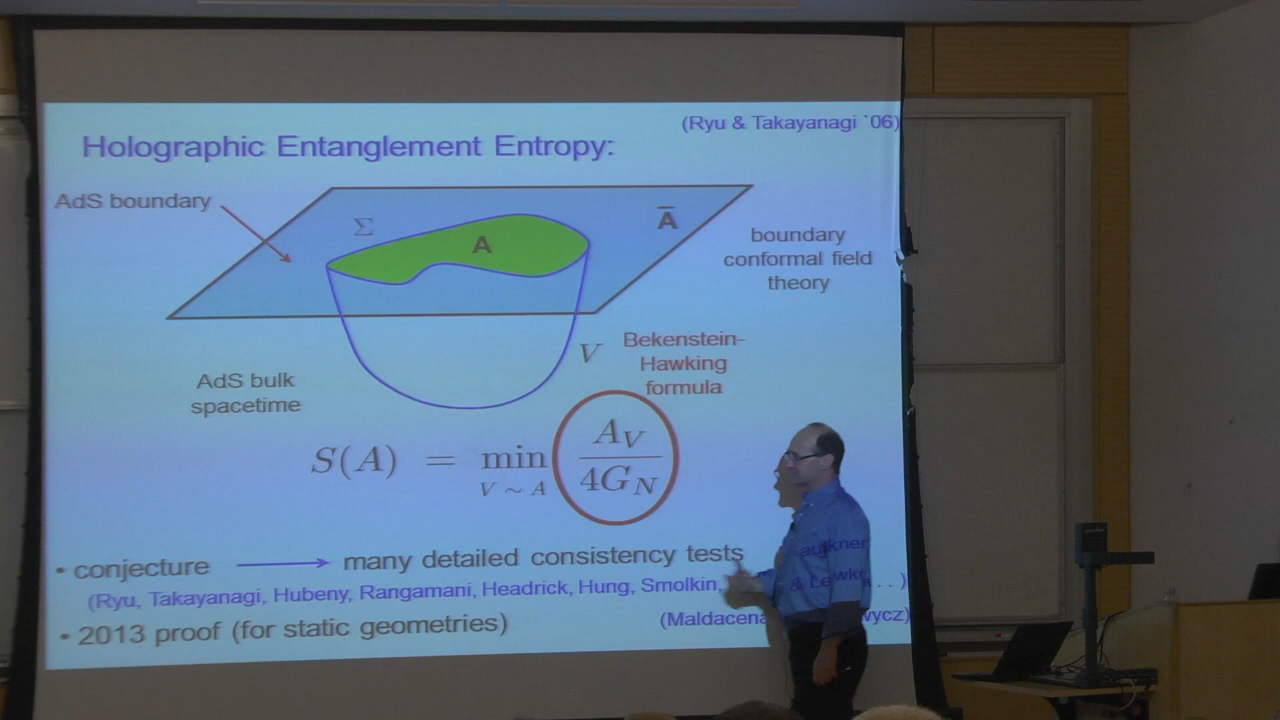 (Ryu & Takayanagi `06)
Holographic Entanglement Entropy:
AdS boundary
Σ
A
Ā
boundary
conformal field
theory
V
Bekenstein-
Hawking
formula
AdS bulk
spacetime
S(A) = min A_V
V ~ A 4G_N
• conjecture → many detailed consistency tests
(Ryu, Takayanagi, Hubeny, Rangamani, Headrick, Hung, Smolkin, & . . . )
• 2013 proof (for static geometries) (Maldacena